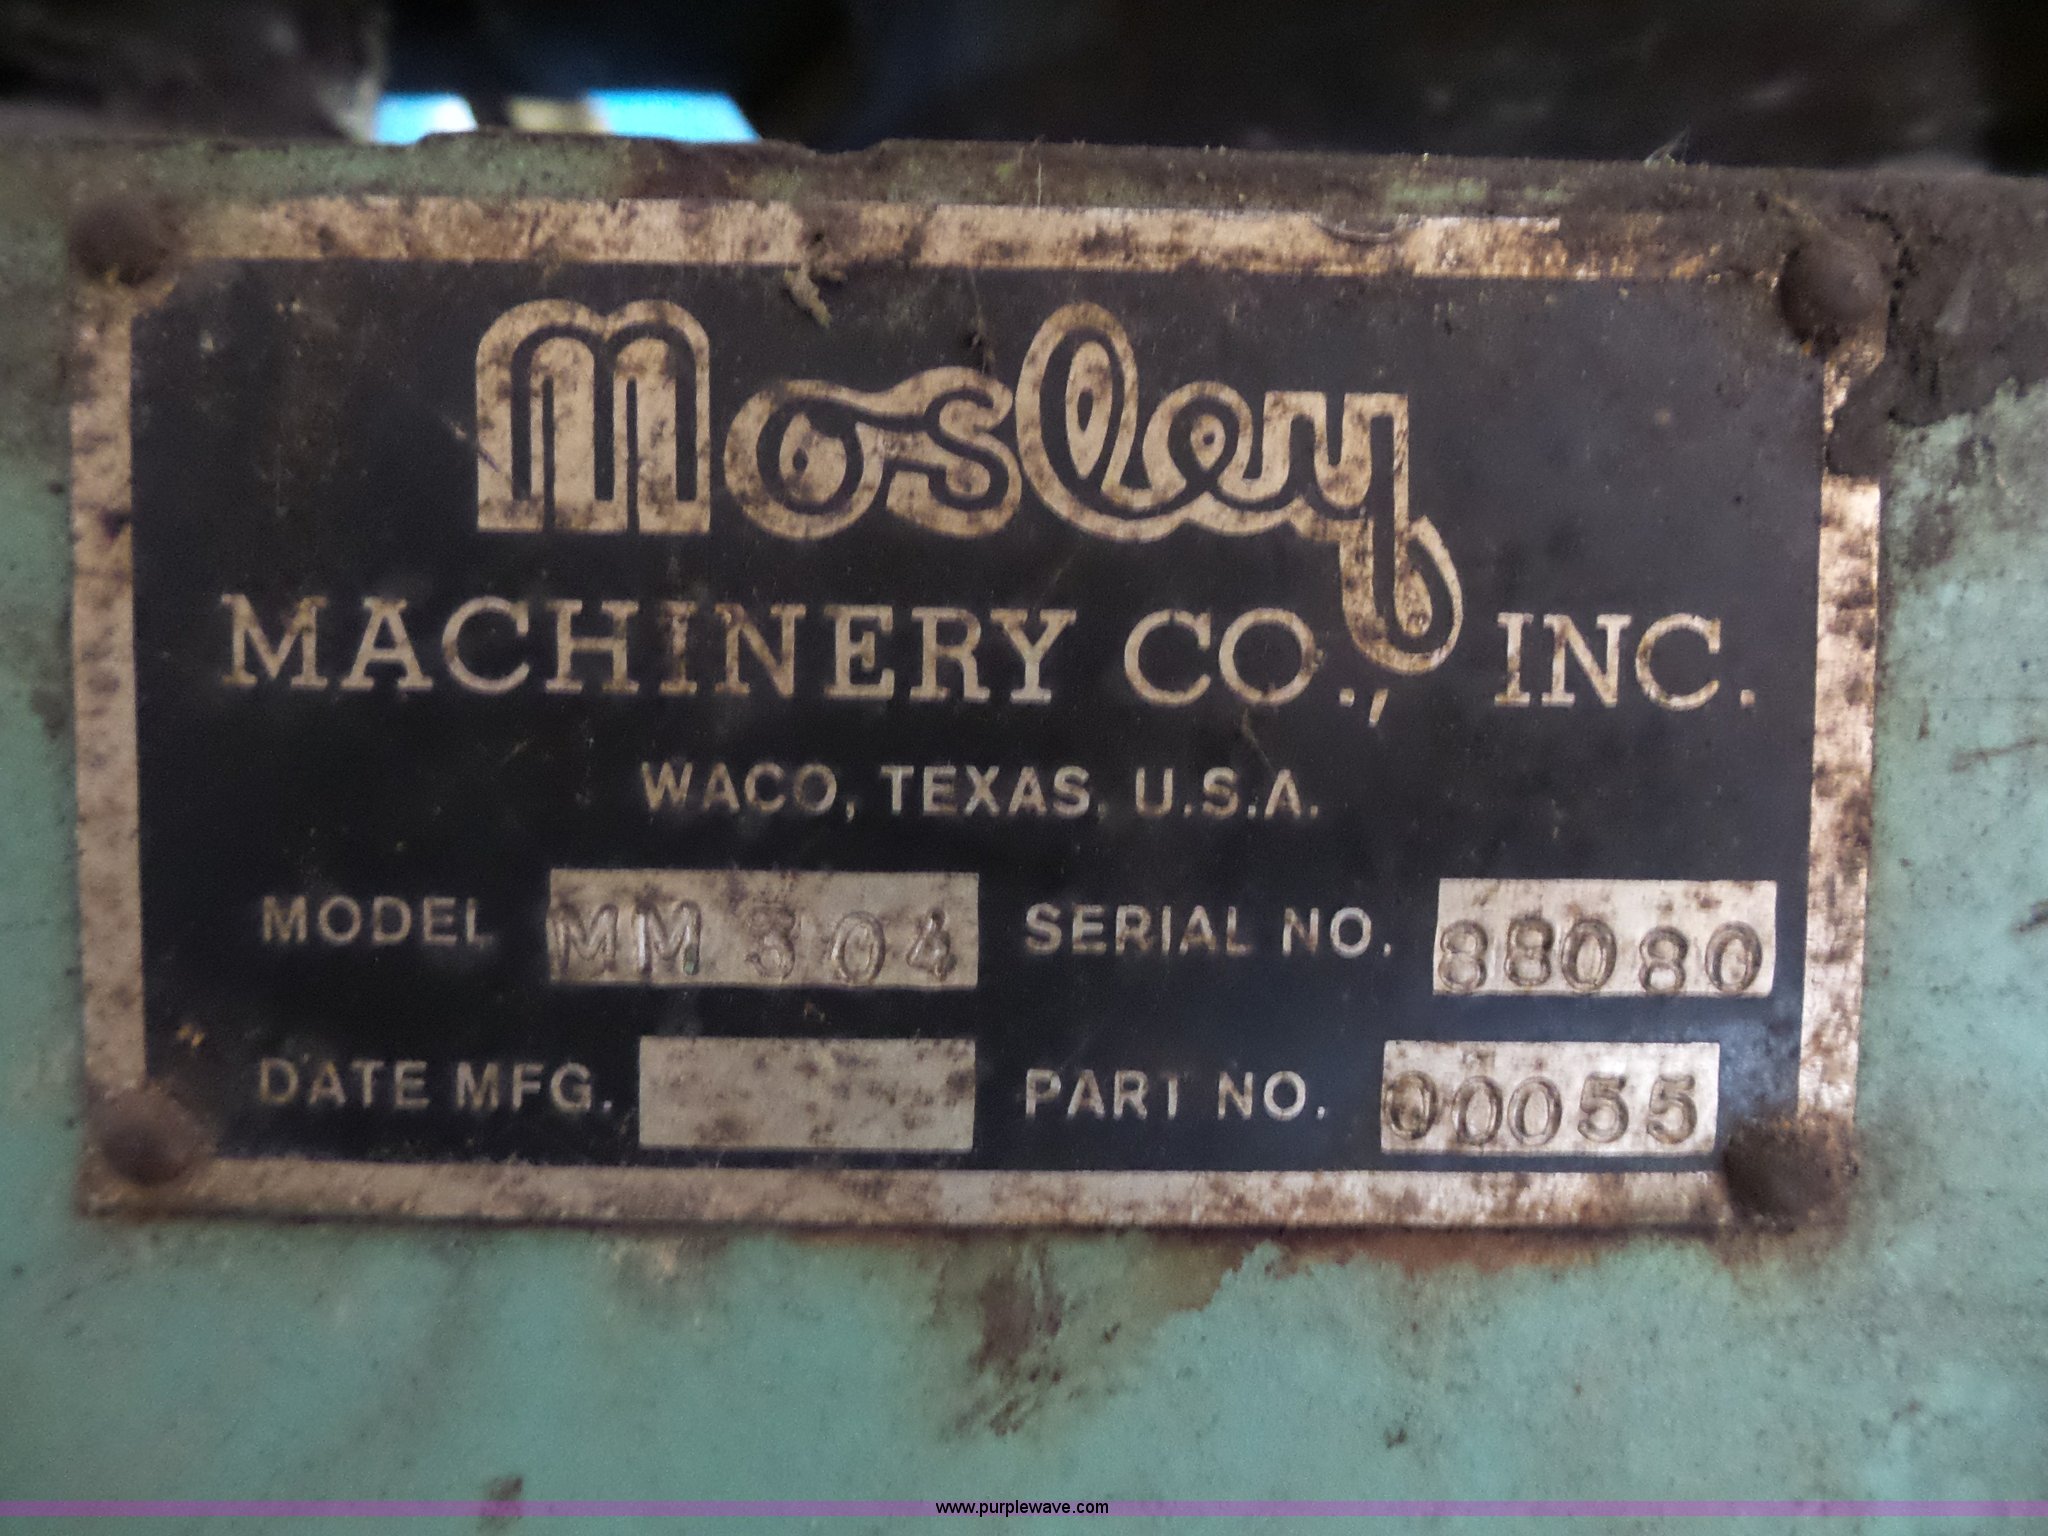 Mosley
MACHINERY CO., INC.
WACO, TEXAS, U.S.A.
MODEL MM 304 SERIAL NO. 88080
DATE MFG. PART NO. 00055
www.purplewave.com